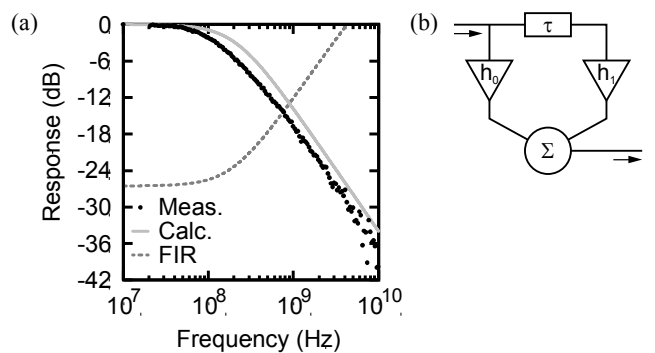 (a)
0
-6
-12
-18
-24
-30
-36
-42
Response (dB)
Meas.
Calc.
FIR
10^7
10^8
10^9
10^10
Frequency (Hz)
(b)
τ
h₀
h₁
Σ